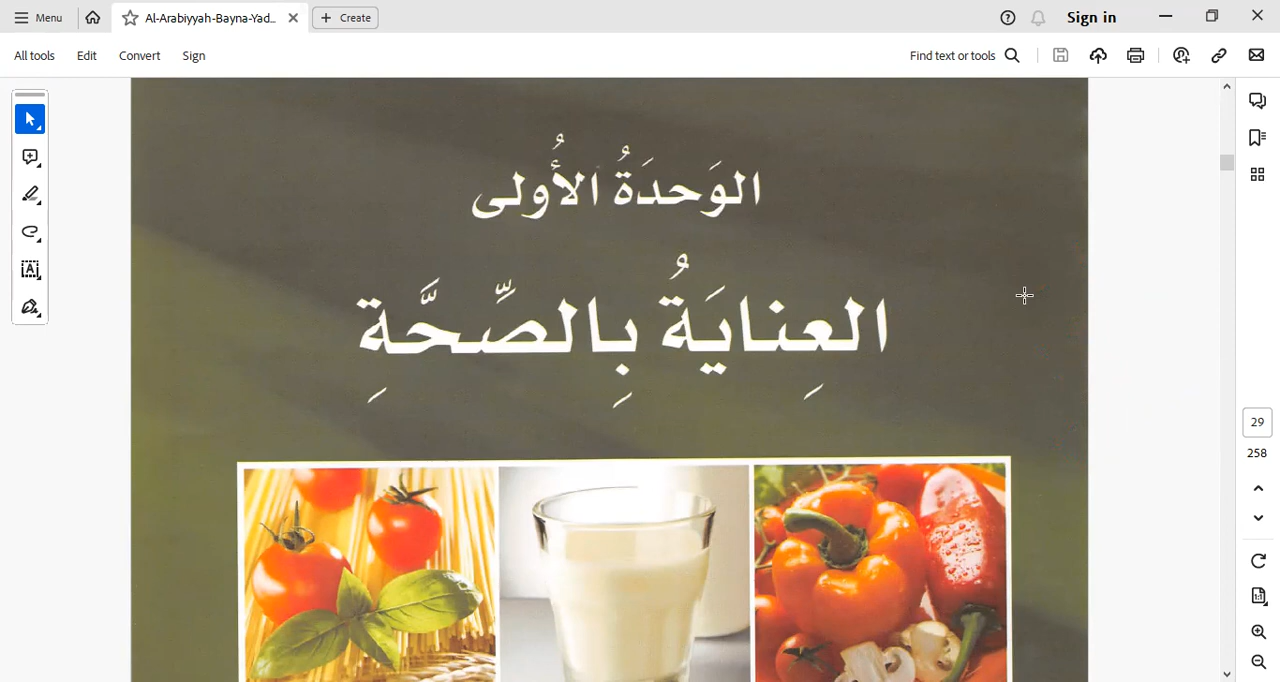 Menu
Al-Arabiyyah-Bayna-Yad...
Create
Sign in
All tools
Edit
Convert
Sign
Find text or tools
الوَحدَةُ الأُولى
العِنايَةُ بِالصِّحَّةِ
29
258